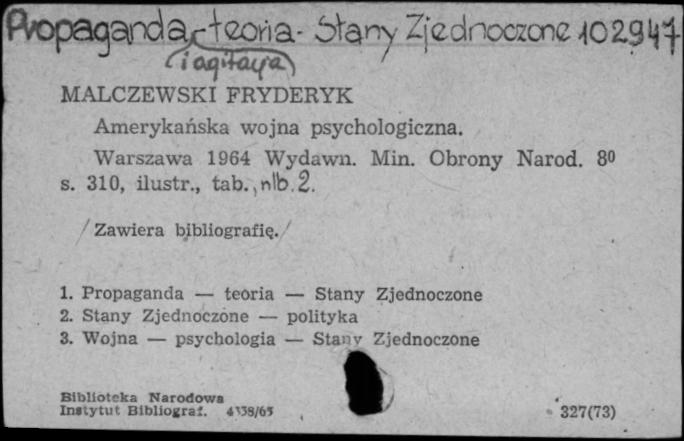 Propaganda - teoria - Stany Zjednoczone 102947
(i agitacja)
MALCZEWSKI FRYDERYK
Amerykańska wojna psychologiczna.
Warszawa 1964 Wydawn. Min. Obrony Narod. 8⁰
s. 310, ilustr., tab., nlb. 2.
/Zawiera bibliografię./
1. Propaganda — teoria — Stany Zjednoczone
2. Stany Zjednoczone — polityka
3. Wojna — psychologia — Stany Zjednoczone
Biblioteka Narodowa
Instytut Bibliograf. 4338/65
327(73)